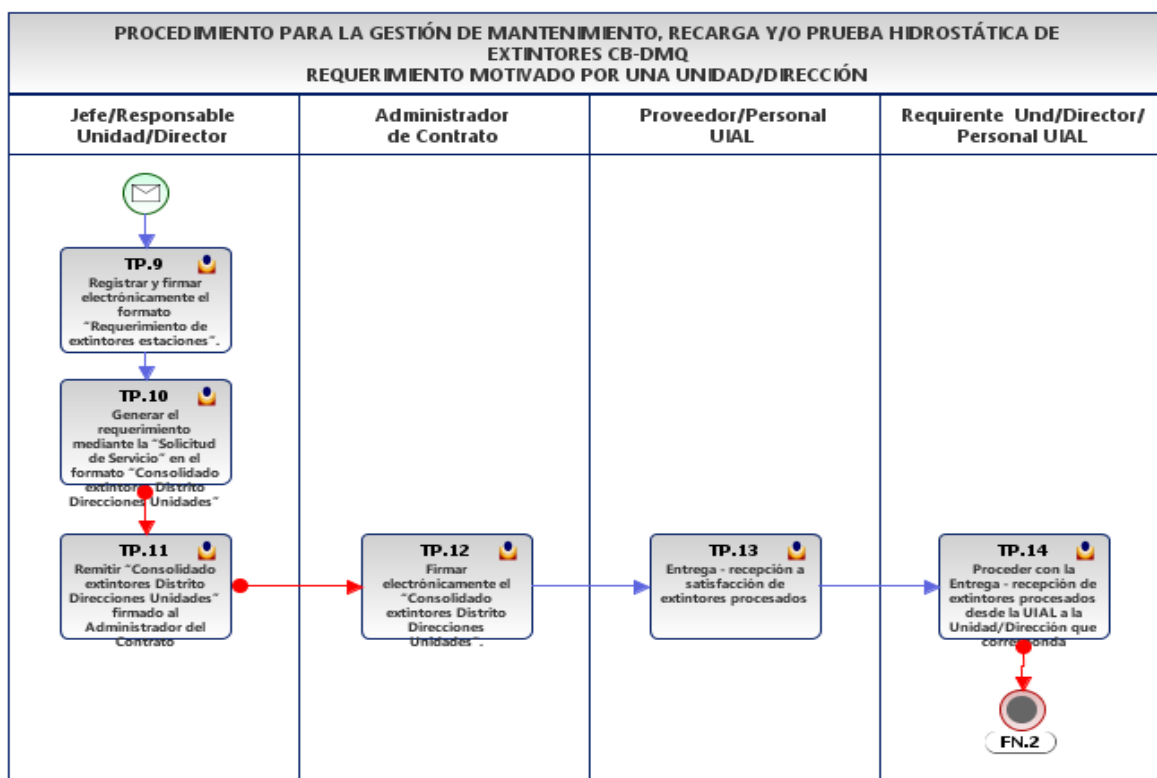 PROCEDIMIENTO PARA LA GESTIÓN DE MANTENIMIENTO, RECARGA Y/O PRUEBA HIDROSTÁTICA DE
EXTINTORES CB-DMQ
REQUERIMIENTO MOTIVADO POR UNA UNIDAD/DIRECCIÓN
Jefe/Responsable
Unidad/Director
Administrador
de Contrato
Proveedor/Personal
UIAL
Requirente Und/Director/
Personal UIAL
TP.9
Registrar y firmar
electrónicamente el
formato
"Requerimiento de
extintores estaciones".
TP.10
Generar el
requerimiento
mediante la "Solicitud
de Servicio" en el
formato "Consolidado
extintores Distrito
Direcciones Unidades"
TP.11
Remitir "Consolidado
extintores Distrito
Direcciones Unidades"
firmado al
Administrador del
Contrato
TP.12
Firmar
electrónicamente el
"Consolidado
extintores Distrito
Direcciones
Unidades".
TP.13
Entrega - recepción a
satisfacción de
extintores procesados
TP.14
Proceder con la
Entrega - recepción de
extintores procesados
desde la UIAL a la
Unidad/Dirección que
corresponda
FN.2